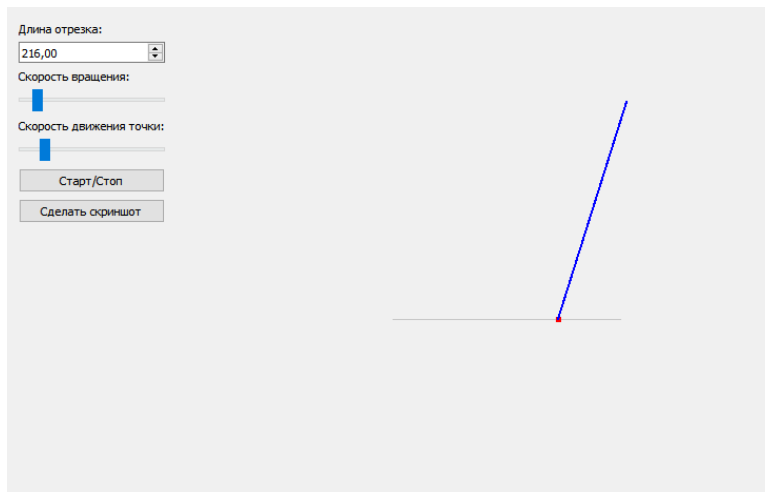 Длина отрезка:
216,00
Скорость вращения:
Скорость движения точки:
Старт/Стоп
Сделать скриншот